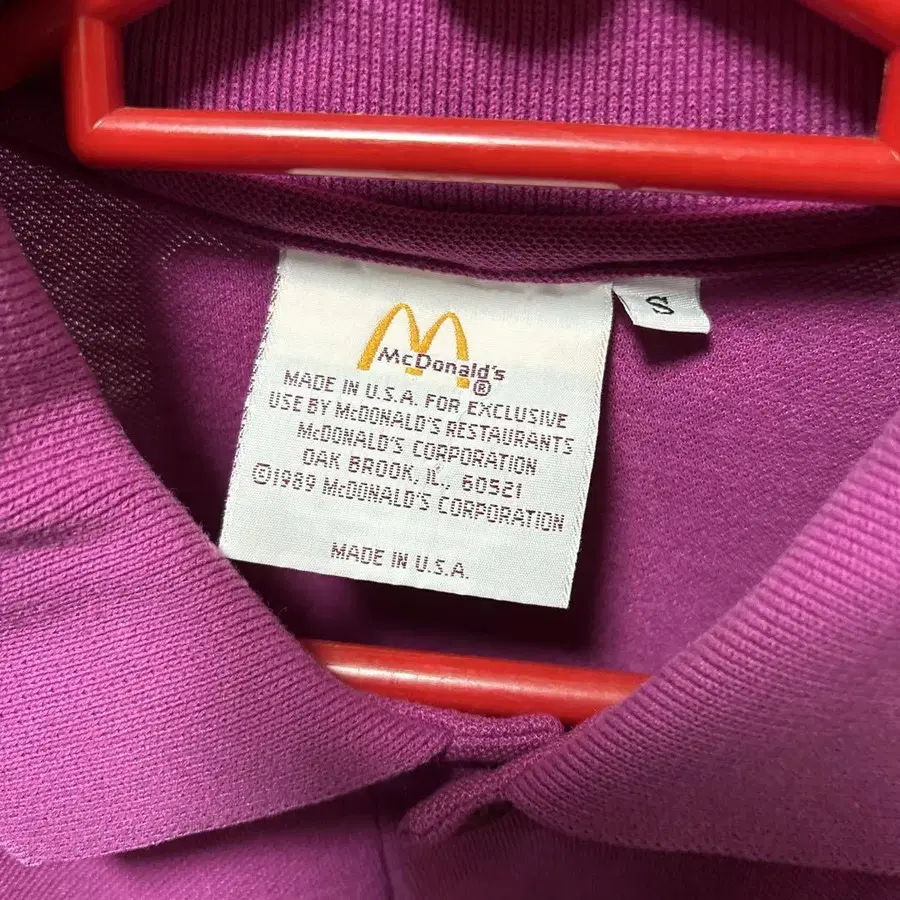 McDonald's
®
MADE IN U.S.A. FOR EXCLUSIVE
USE BY McDONALD'S RESTAURANTS
McDONALD'S CORPORATION
OAK BROOK, IL., 60521
©1989 McDONALD'S CORPORATION
MADE IN U.S.A.
S